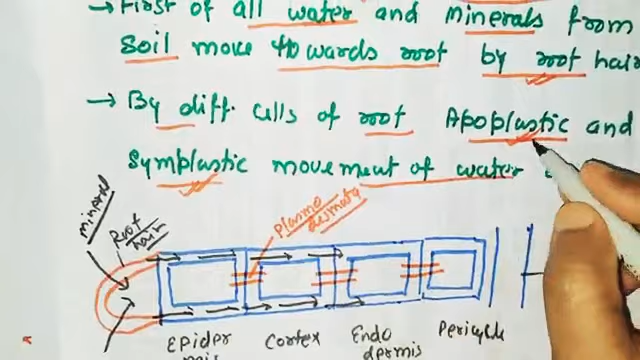 → First of all water and minerals from
Soil move towards root by root hair
→ By diff. cells of root Apoplastic and
Symplastic movement of water
mineral
Root hair
Plasmo
desmata
Epider
mis
Cortex
Endo
dermis
Pericycle